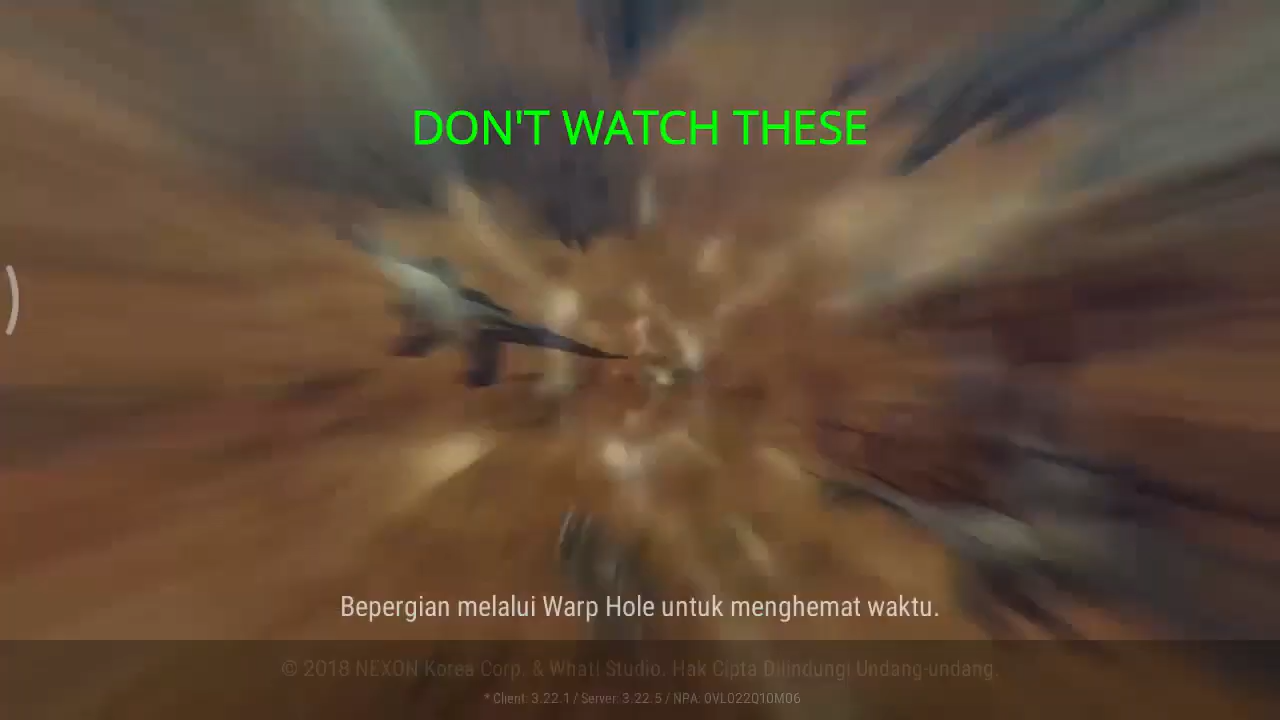 DON'T WATCH THESE
Bepergian melalui Warp Hole untuk menghemat waktu.
© 2018 NEXON Korea Corp. & What! Studio. Hak Cipta Dilindungi Undang-undang.
* Client: 3.22.1 / Server: 3.22.5 / NPA: 0VL022Q10M06